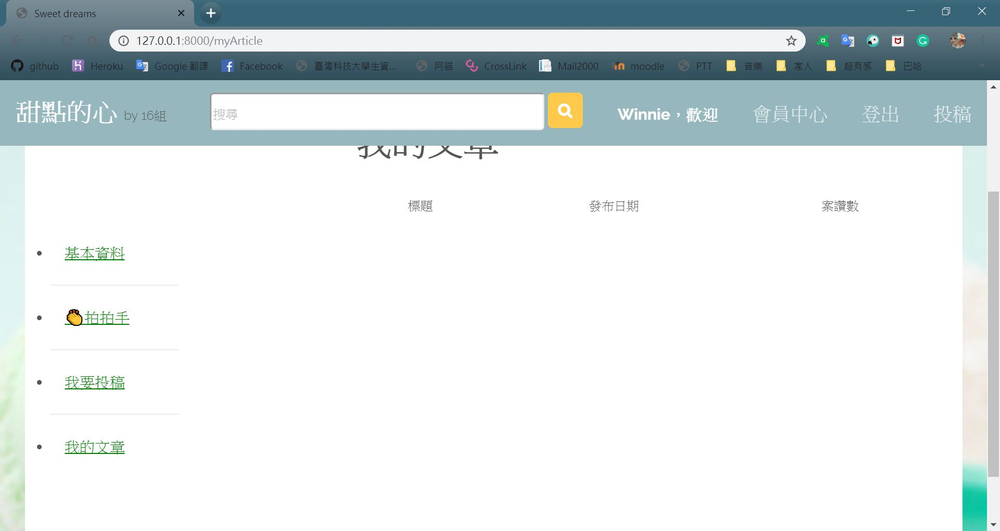 Sweet dreams
127.0.0.1:8000/myArticle
github Heroku Google 翻譯 Facebook 臺灣科技大學生資... 阿貓 CrossLink Mail2000 moodle PTT 音樂 家人 超有感 巴哈 »
甜點的心 by 16組 搜尋 Winnie，歡迎 會員中心 登出 投稿
我的文章
標題 發布日期 案讚數
基本資料
👏拍拍手
我要投稿
我的文章